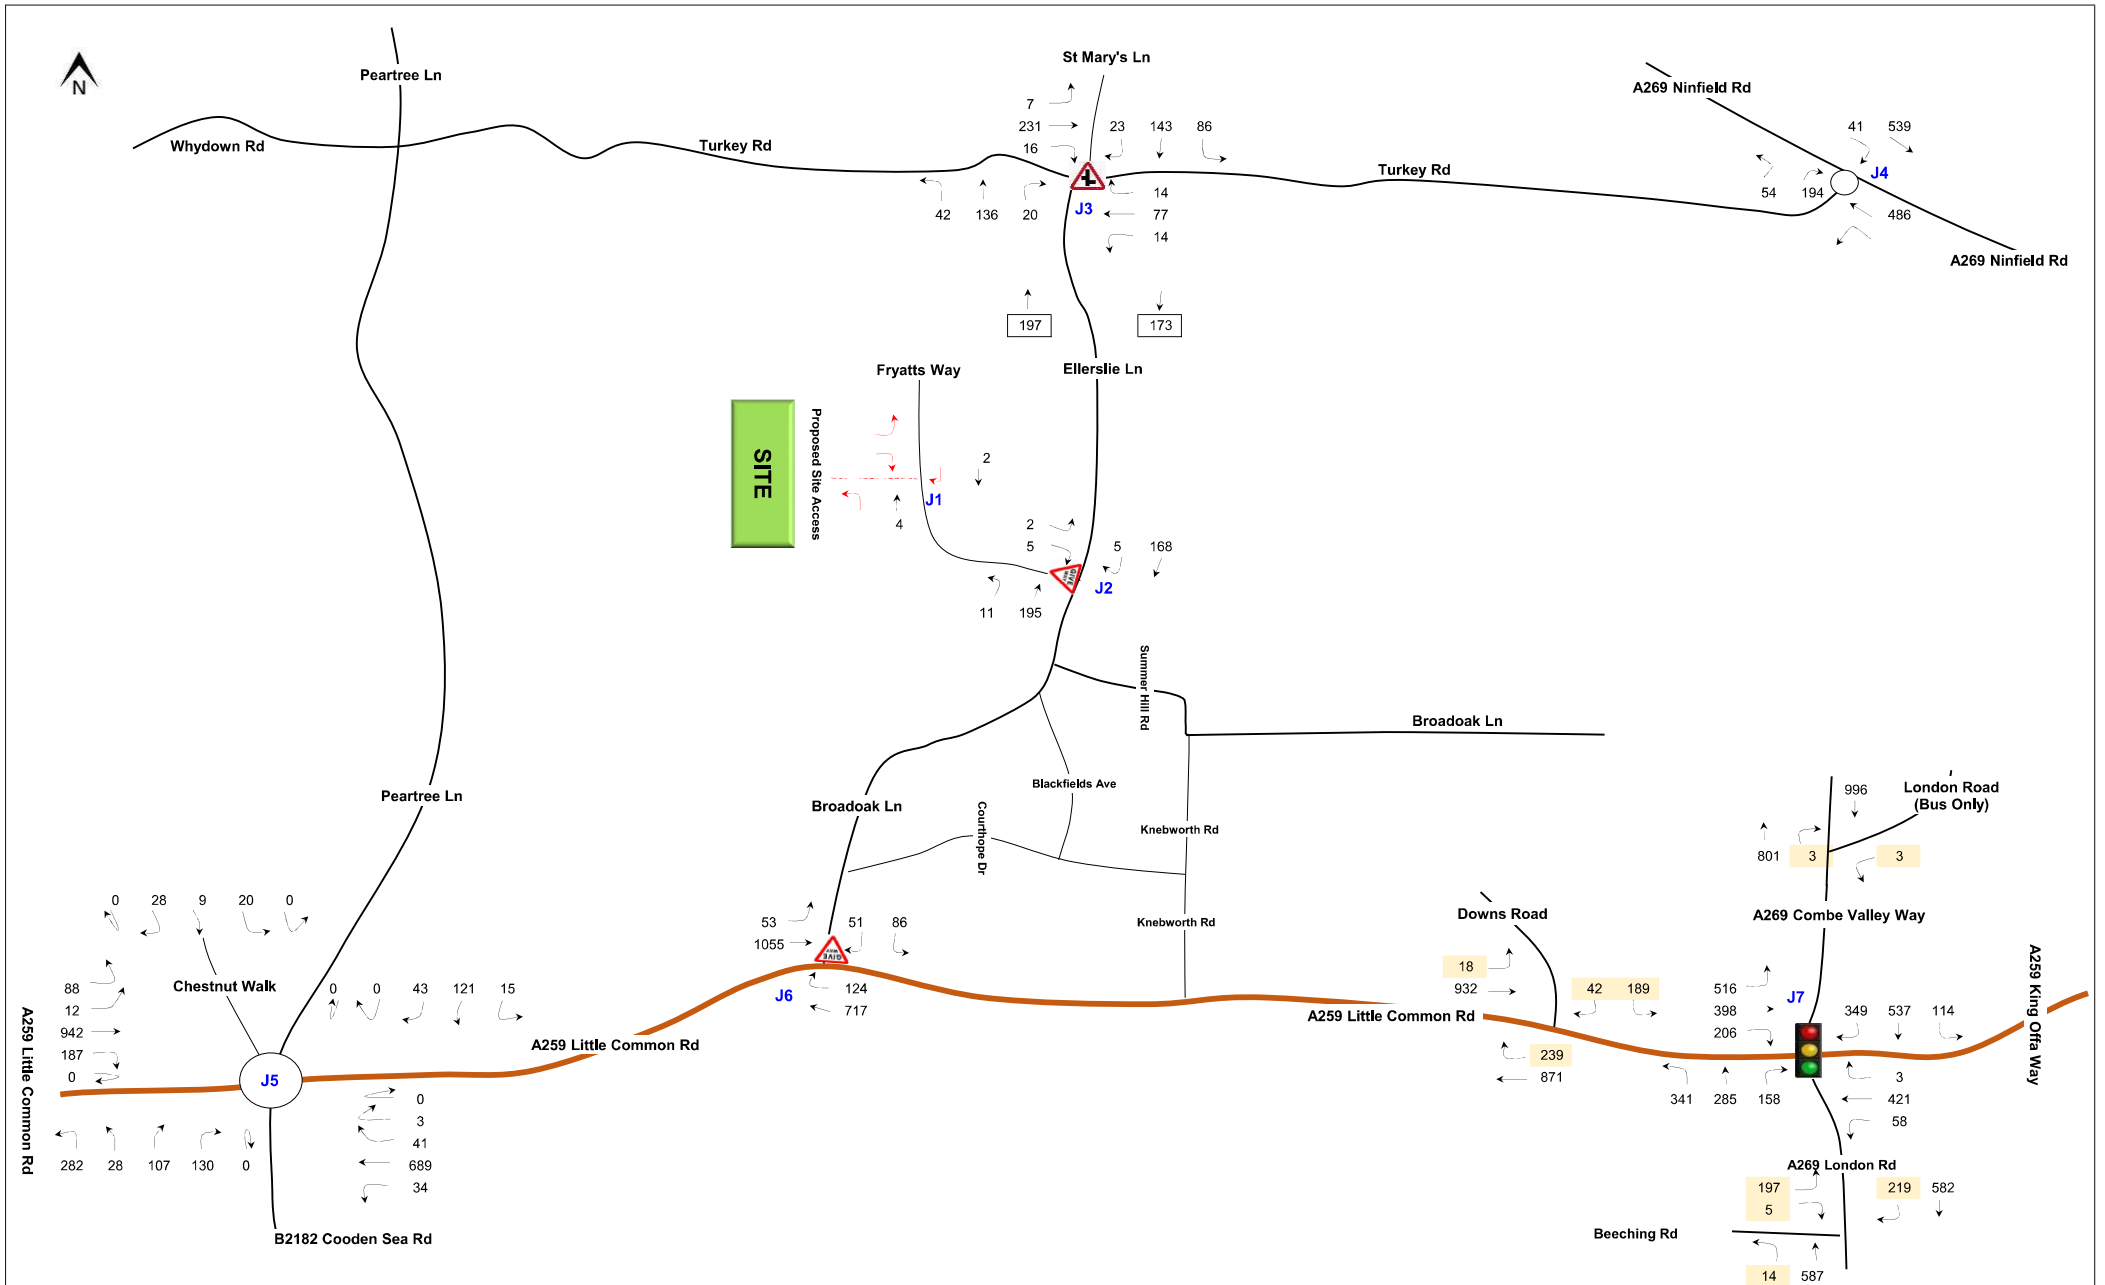 N
Peartree Ln
St Mary's Ln
A269 Ninfield Rd
Whydown Rd
Turkey Rd
7
231
16
23 143 86
Turkey Rd
41 539
J4
54 194
486
A269 Ninfield Rd
42 136 20
J3
14
77
14
197
173
Fryatts Way
Ellerslie Ln
SITE
Proposed Site Access
2
J1
4
2
5
5 168
J2
11 195
Summer Hill Rd
Broadoak Ln
Blackfields Ave
Peartree Ln
Broadoak Ln
Courthope Dr
Knebworth Rd
Knebworth Rd
996
London Road
(Bus Only)
801 3
3
A269 Combe Valley Way
0 28 9 20 0
53
1055
51 86
Downs Road
18
932
42 189
516
398
206
J7
349 537 114
A259 King Offa Way
Chestnut Walk
88
12
942
187
0
0 0 43 121 15
J6
124
717
A259 Little Common Rd
A259 Little Common Rd
A259 Little Common Rd
239
871
341 285 158
3
421
58
J5
0
3
41
689
34
282 28 107 130 0
B2182 Cooden Sea Rd
A269 London Rd
197
5
219 582
Beeching Rd
14 587
GIVE
WAY
GIVE
WAY